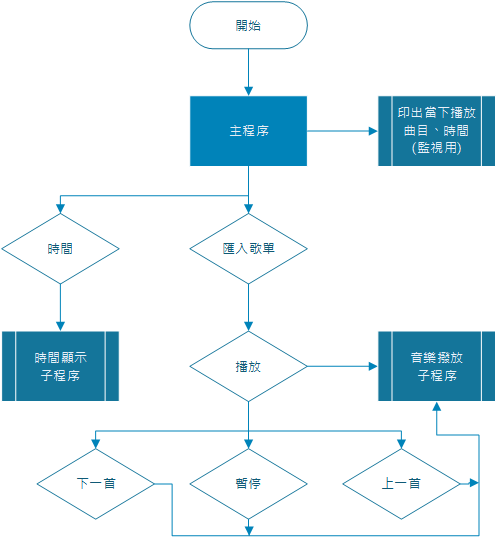 開始
主程序
印出當下播放
曲目、時間
(監視用)
時間
匯入歌單
時間顯示
子程序
播放
音樂撥放
子程序
下一首
暫停
上一首